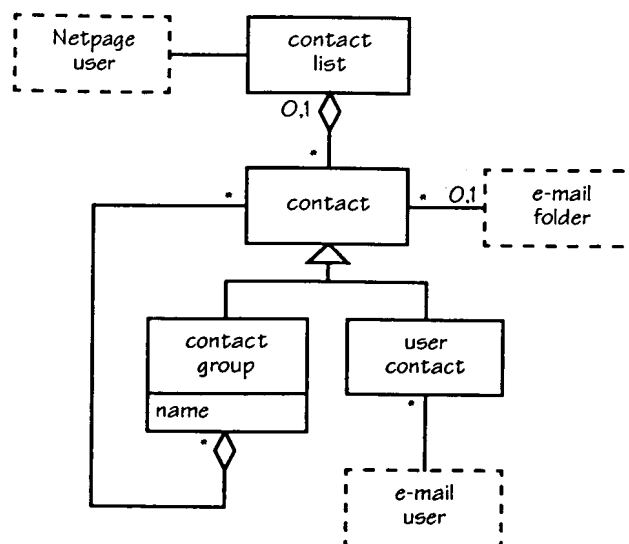 Netpage
user
contact
list
0,1
*
*
contact
*
0,1
e-mail
folder
contact
group
name
*
user
contact
*
e-mail
user